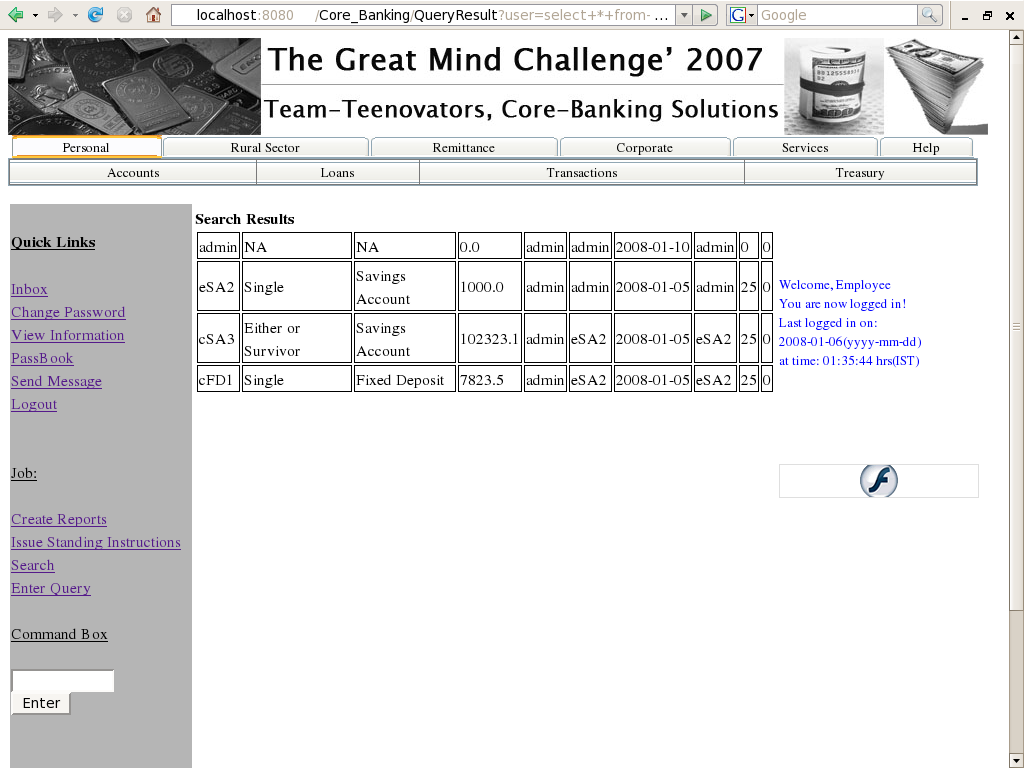 localhost:8080 /Core_Banking/QueryResult?user=select+*+from- ...
Google
The Great Mind Challenge’ 2007
Team-Teenovators, Core-Banking Solutions
Personal Rural Sector Remittance Corporate Services Help
Accounts Loans Transactions Treasury
Quick Links
Inbox
Change Password
View Information
PassBook
Send Message
Logout
Job:
Create Reports
Issue Standing Instructions
Search
Enter Query
Command Box
Enter
Search Results
admin NA NA 0.0 admin admin 2008-01-10 admin 0 0
eSA2 Single Savings Account 1000.0 admin admin 2008-01-05 admin 25 0
cSA3 Either or Survivor Savings Account 102323.1 admin eSA2 2008-01-05 eSA2 25 0
cFD1 Single Fixed Deposit 7823.5 admin eSA2 2008-01-05 eSA2 25 0
Welcome, Employee
You are now logged in!
Last logged in on:
2008-01-06(yyyy-mm-dd)
at time: 01:35:44 hrs(IST)